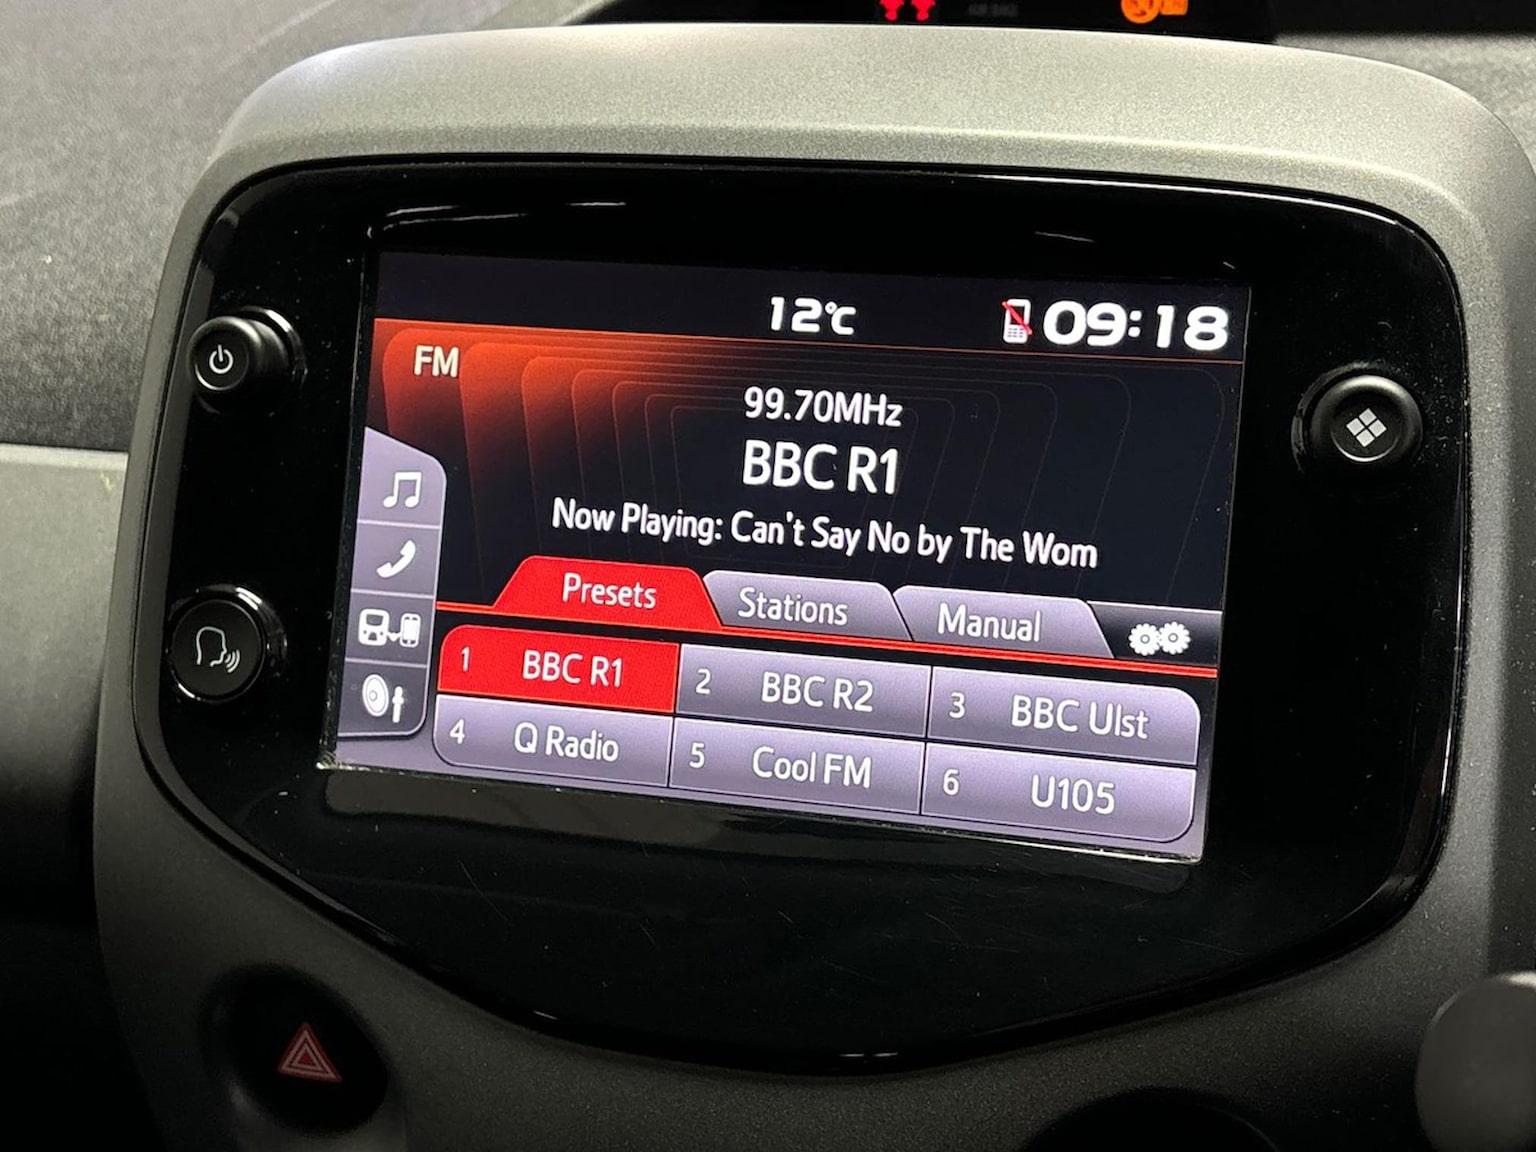 12°C
09:18
FM
99.70MHz
BBC R1
Now Playing: Can't Say No by The Wom
Presets
Stations
Manual
1 BBC R1
2 BBC R2
3 BBC Ulst
4 Q Radio
5 Cool FM
6 U105